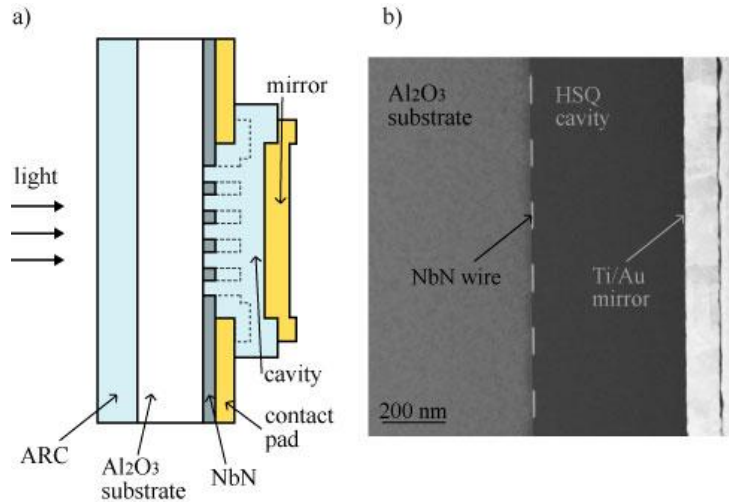 a)
mirror
light
cavity
contact
pad
ARC
Al₂O₃
substrate
NbN
b)
Al₂O₃
substrate
HSQ
cavity
NbN wire
Ti/Au
mirror
200 nm